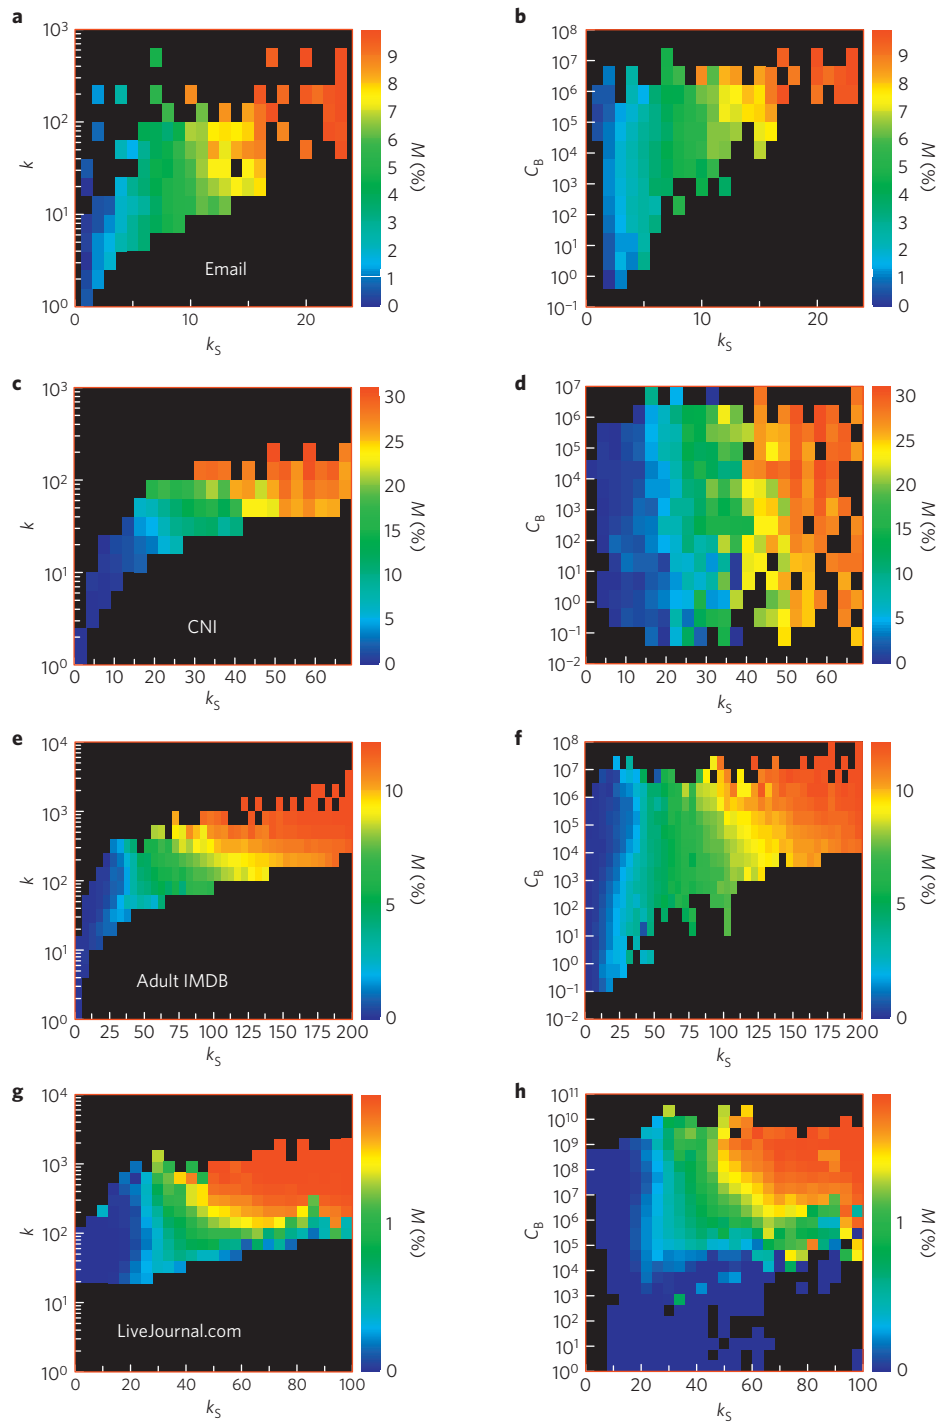 a
10³
10²
10¹
10⁰
k
Email
0 10 20
kS
9
8
7
6
5
4
3
2
1
0
M (%)
b
10⁸
10⁷
10⁶
10⁵
10⁴
10³
10²
10¹
10⁰
10⁻¹
CB
0 10 20
kS
9
8
7
6
5
4
3
2
1
0
M (%)
c
10³
10²
10¹
10⁰
k
CNI
0 10 20 30 40 50 60
kS
30
25
20
15
10
5
0
M (%)
d
10⁷
10⁶
10⁵
10⁴
10³
10²
10¹
10⁰
10⁻¹
10⁻²
CB
0 10 20 30 40 50 60
kS
30
25
20
15
10
5
0
M (%)
e
10⁴
10³
10²
10¹
10⁰
k
Adult IMDB
0 25 50 75 100 125 150 175 200
kS
10
5
0
M (%)
f
10⁸
10⁷
10⁶
10⁵
10⁴
10³
10²
10¹
10⁰
10⁻¹
10⁻²
CB
0 25 50 75 100 125 150 175 200
kS
10
5
0
M (%)
g
10⁴
10³
10²
10¹
10⁰
k
LiveJournal.com
0 20 40 60 80 100
kS
1
0
M (%)
h
10¹¹
10¹⁰
10⁹
10⁸
10⁷
10⁶
10⁵
10⁴
10³
10²
10¹
10⁰
CB
0 20 40 60 80 100
kS
1
0
M (%)